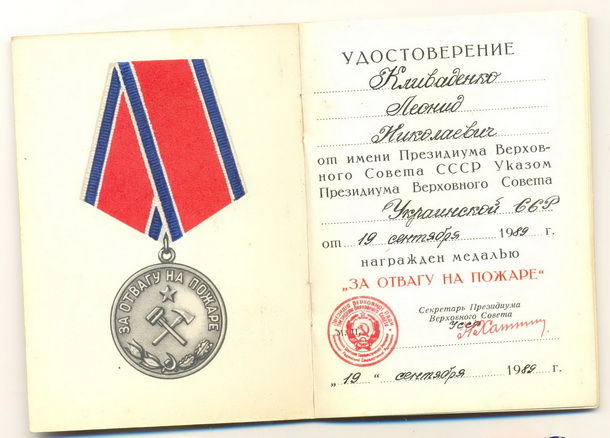 ЗА ОТВАГУ НА ПОЖАРЕ
УДОСТОВЕРЕНИЕ
Кливаденко
Леонид
Николаевич
от имени Президиума Верхов-
ного Совета СССР Указом
Президиума Верховного Совета
Украинской ССР
от 19 сентября 1989 г.
награжден медалью
„ЗА ОТВАГУ НА ПОЖАРЕ“
Секретарь Президиума
Верховного Совета
УССР
М. П.
„19“ сентября 1989 г.